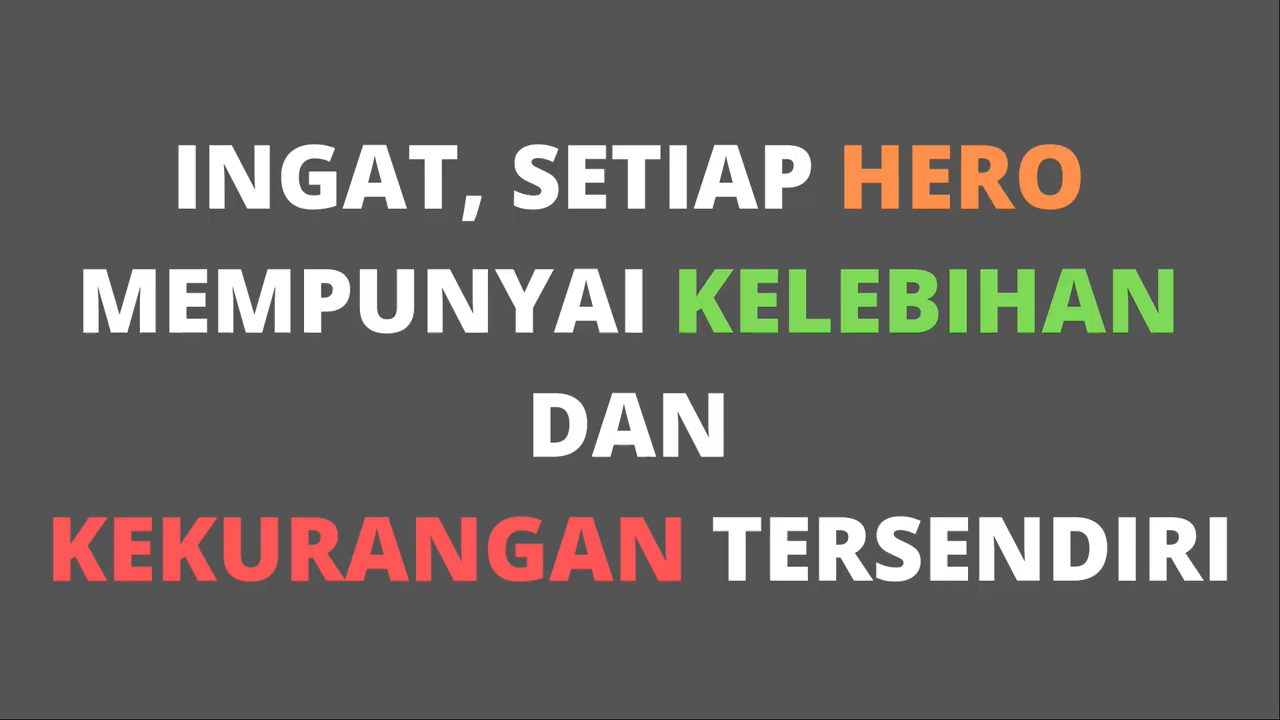 INGAT, SETIAP HERO
MEMPUNYAI KELEBIHAN
DAN
KEKURANGAN TERSENDIRI